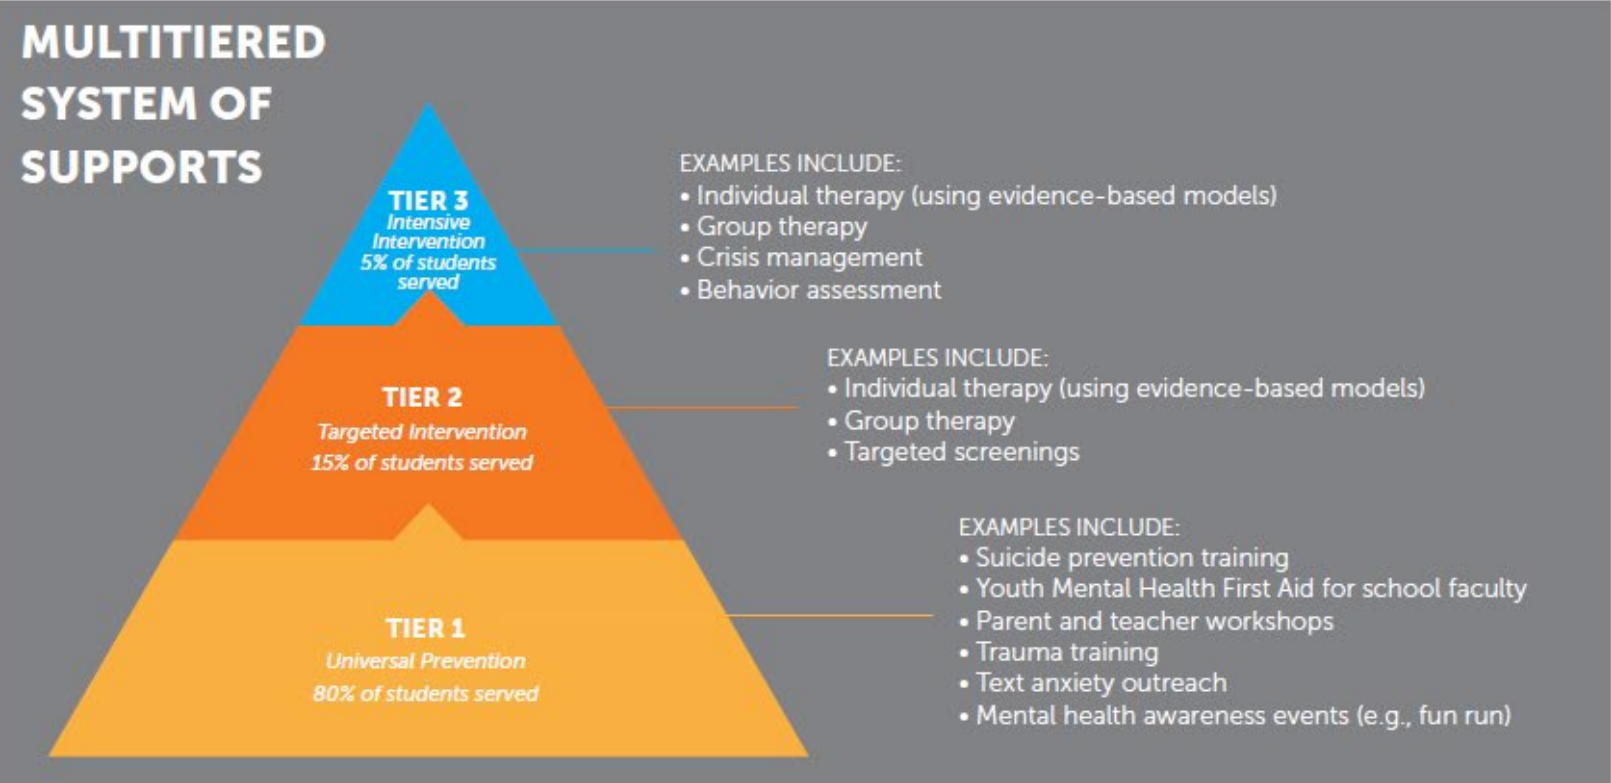 MULTITIERED
SYSTEM OF
SUPPORTS
TIER 3
Intensive
Intervention
5% of students
served
EXAMPLES INCLUDE:
• Individual therapy (using evidence-based models)
• Group therapy
• Crisis management
• Behavior assessment
TIER 2
Targeted Intervention
15% of students served
EXAMPLES INCLUDE:
• Individual therapy (using evidence-based models)
• Group therapy
• Targeted screenings
TIER 1
Universal Prevention
80% of students served
EXAMPLES INCLUDE:
• Suicide prevention training
• Youth Mental Health First Aid for school faculty
• Parent and teacher workshops
• Trauma training
• Text anxiety outreach
• Mental health awareness events (e.g., fun run)